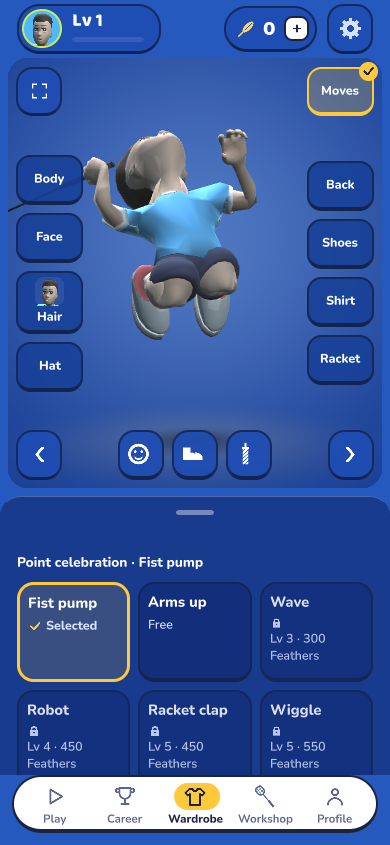 Lv 1
0
+
Moves
Body
Face
Hair
Hat
Back
Shoes
Shirt
Racket
Point celebration · Fist pump
Fist pump
Selected
Arms up
Free
Wave
Lv 3 · 300
Feathers
Robot
Lv 4 · 450
Feathers
Racket clap
Lv 5 · 450
Feathers
Wiggle
Lv 5 · 550
Feathers
Play
Career
Wardrobe
Workshop
Profile